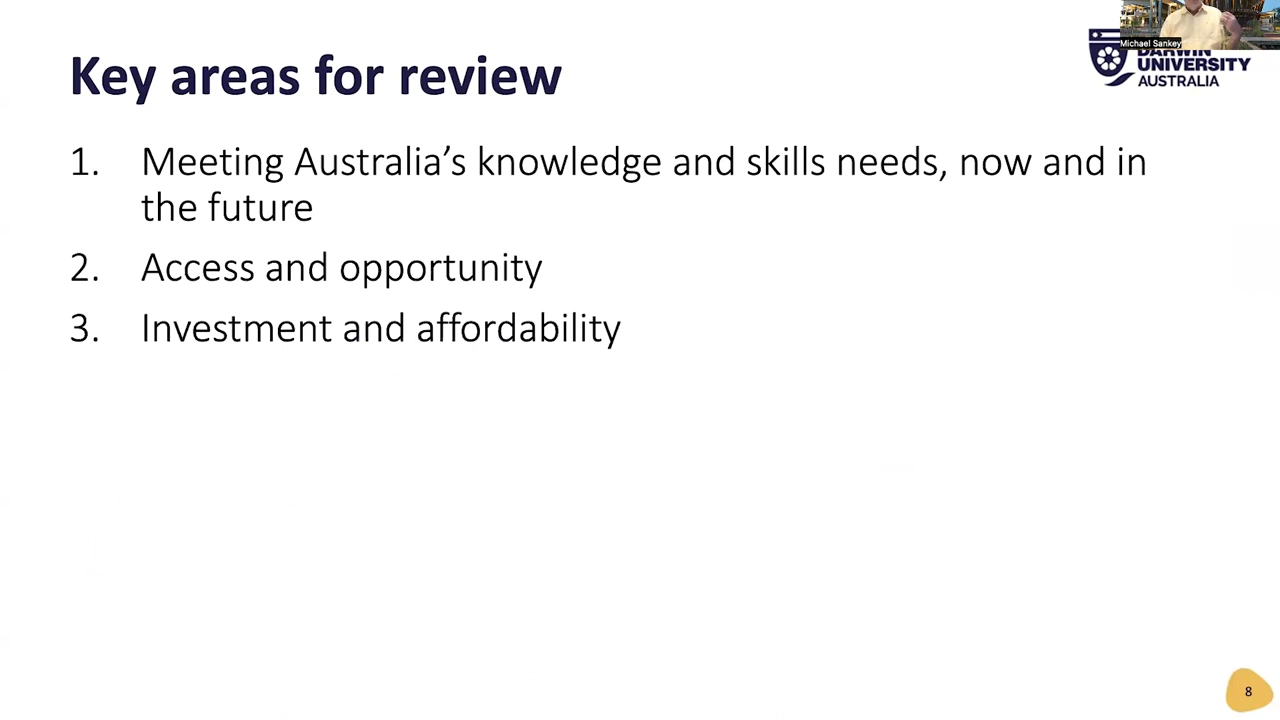 Michael Sankey
DARWIN
UNIVERSITY
AUSTRALIA
Key areas for review
1. Meeting Australia’s knowledge and skills needs, now and in
the future
2. Access and opportunity
3. Investment and affordability
8